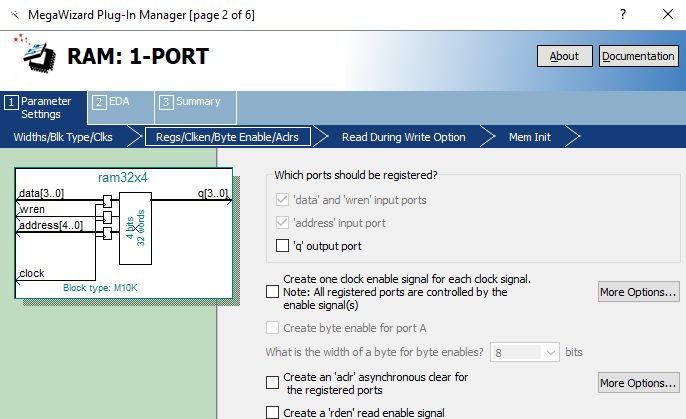 MegaWizard Plug-In Manager [page 2 of 6]
RAM: 1-PORT
About
Documentation
1 Parameter Settings
2 EDA
3 Summary
Widths/Blk Type/Clks
Regs/Clken/Byte Enable/Aclrs
Read During Write Option
Mem Init
ram32x4
data[3..0]
q[3..0]
wren
address[4..0]
4 bits
32 words
clock
Block type: M10K
Which ports should be registered?
'data' and 'wren' input ports
'address' input port
'q' output port
Create one clock enable signal for each clock signal.
Note: All registered ports are controlled by the
enable signal(s)
More Options...
Create byte enable for port A
What is the width of a byte for byte enables? 8 bits
Create an 'aclr' asynchronous clear for
the registered ports
More Options...
Create a 'rden' read enable signal